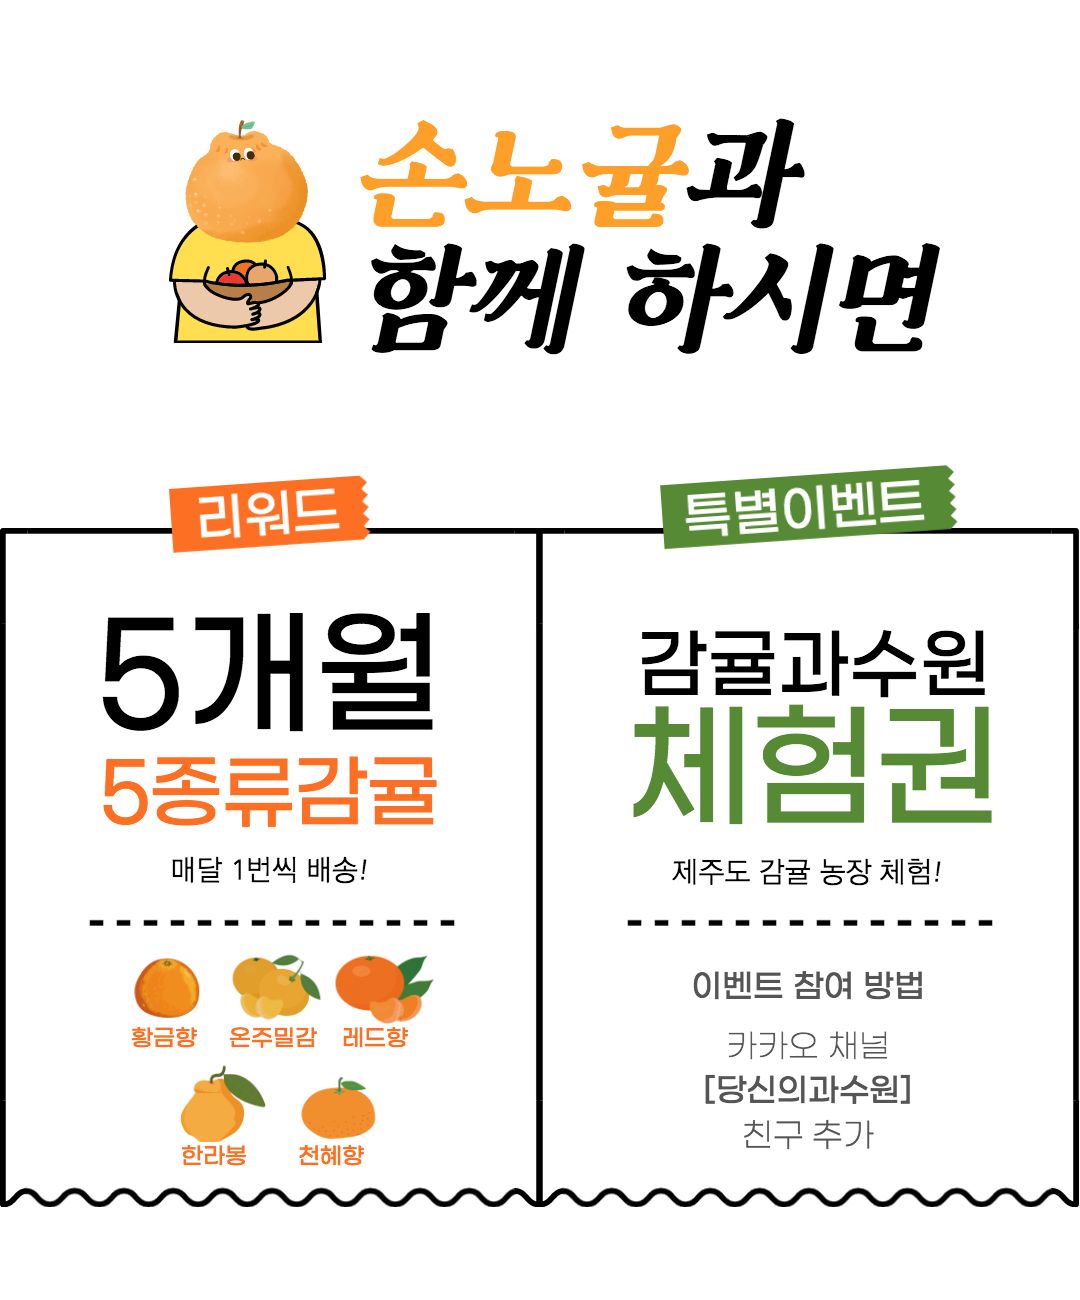 손노귤과
함께 하시면
리워드
5개월
5종류감귤
매달 1번씩 배송!
황금향 온주밀감 레드향
한라봉 천혜향
특별이벤트
감귤과수원
체험권
제주도 감귤 농장 체험!
이벤트 참여 방법
카카오 채널
[당신의과수원]
친구 추가